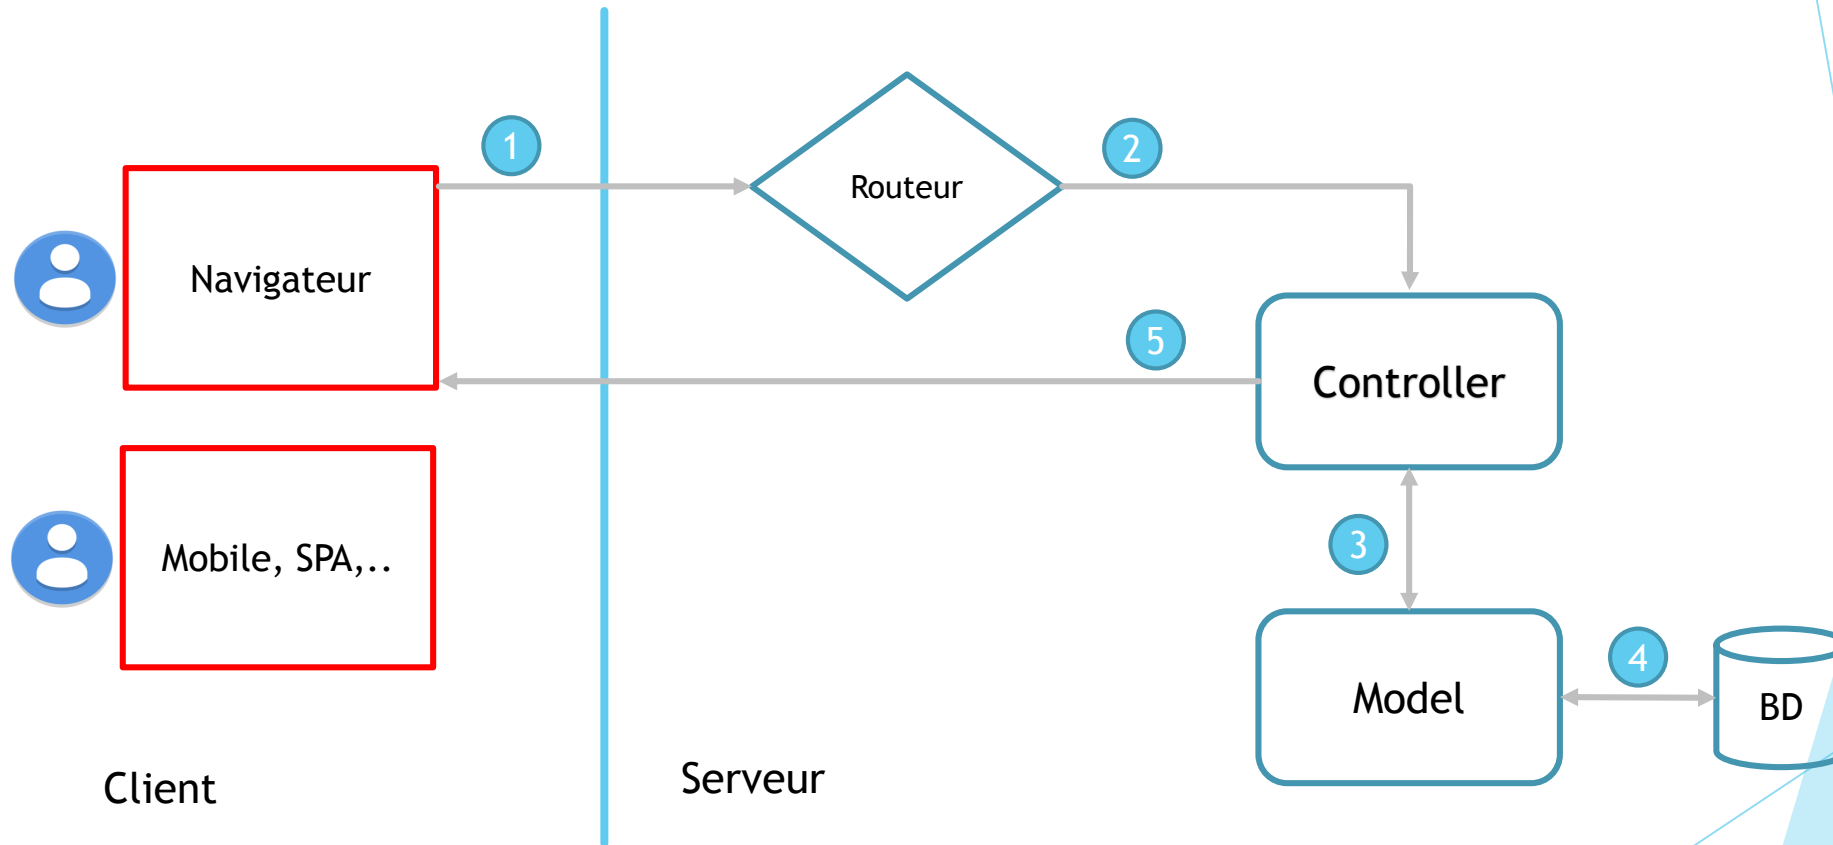 1
2
Routeur
Navigateur
5
Controller
Mobile, SPA,..
3
4
Model
BD
Client
Serveur